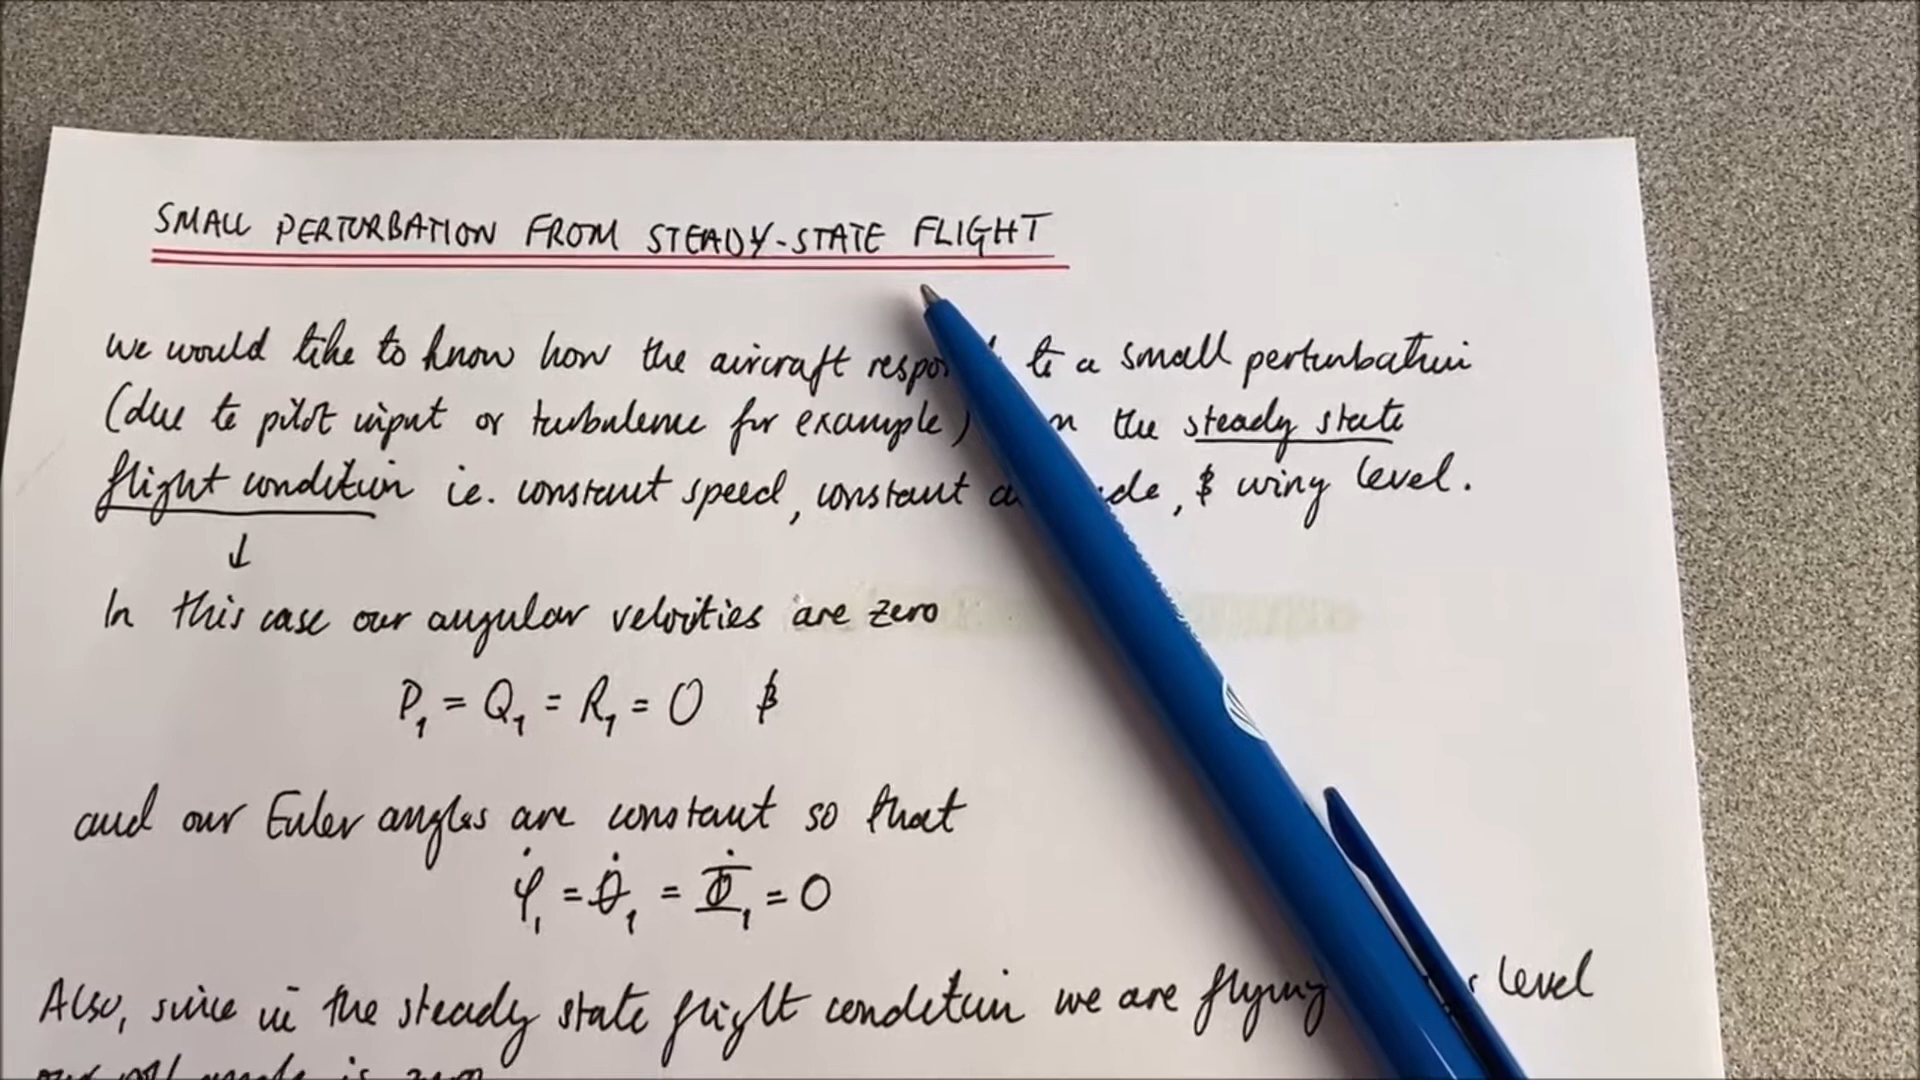 SMALL PERTURBATION FROM STEADY-STATE FLIGHT
we would like to know how the aircraft to a small perturbation
(due to pilot input or turbulence for example) the steady state
flight condition i.e. constant speed, constant , & wing level.
↓
In this case our angular velocities are zero
P₁ = Q₁ = R₁ = 0 &
and our Euler angles are constant so that
φ̇₁ = θ̇₁ = Φ̇₁ = 0
Also, since in the steady state flight condition we are flying level
is zero